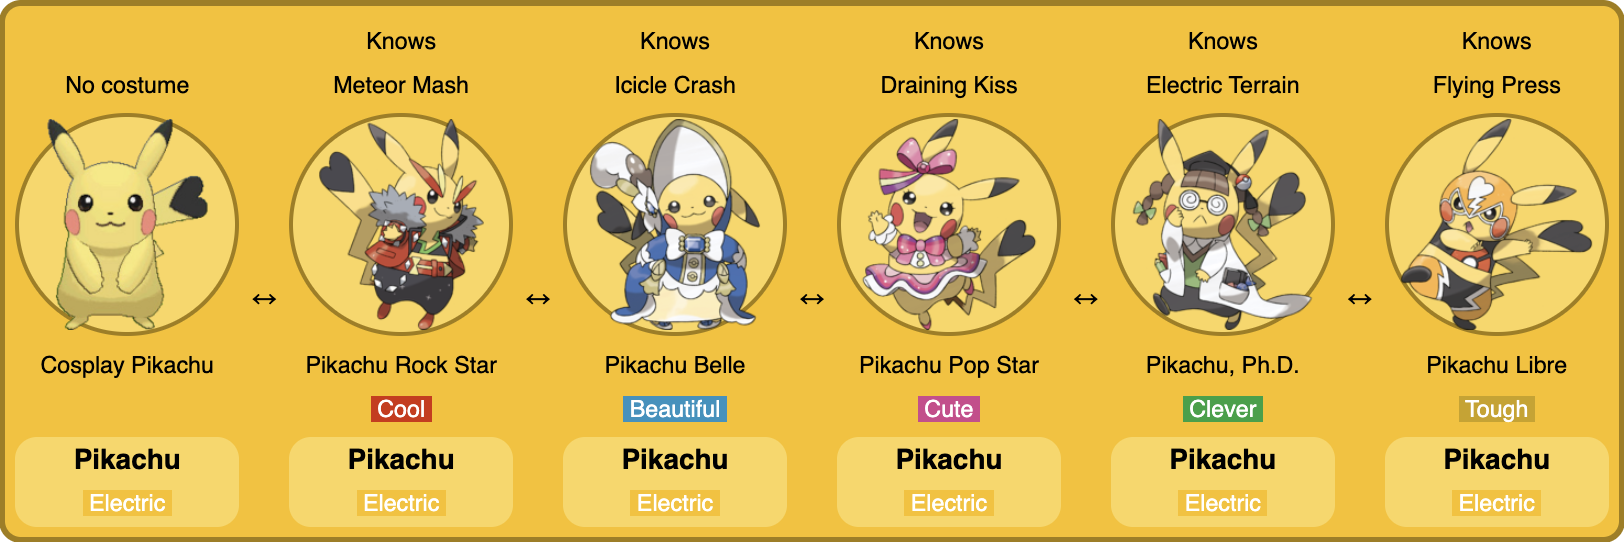 No costume
Knows
Meteor Mash
Knows
Icicle Crash
Knows
Draining Kiss
Knows
Electric Terrain
Knows
Flying Press
↔
↔
↔
↔
↔
Cosplay Pikachu
Pikachu Rock Star
Pikachu Belle
Pikachu Pop Star
Pikachu, Ph.D.
Pikachu Libre
Cool
Beautiful
Cute
Clever
Tough
Pikachu
Pikachu
Pikachu
Pikachu
Pikachu
Pikachu
Electric
Electric
Electric
Electric
Electric
Electric